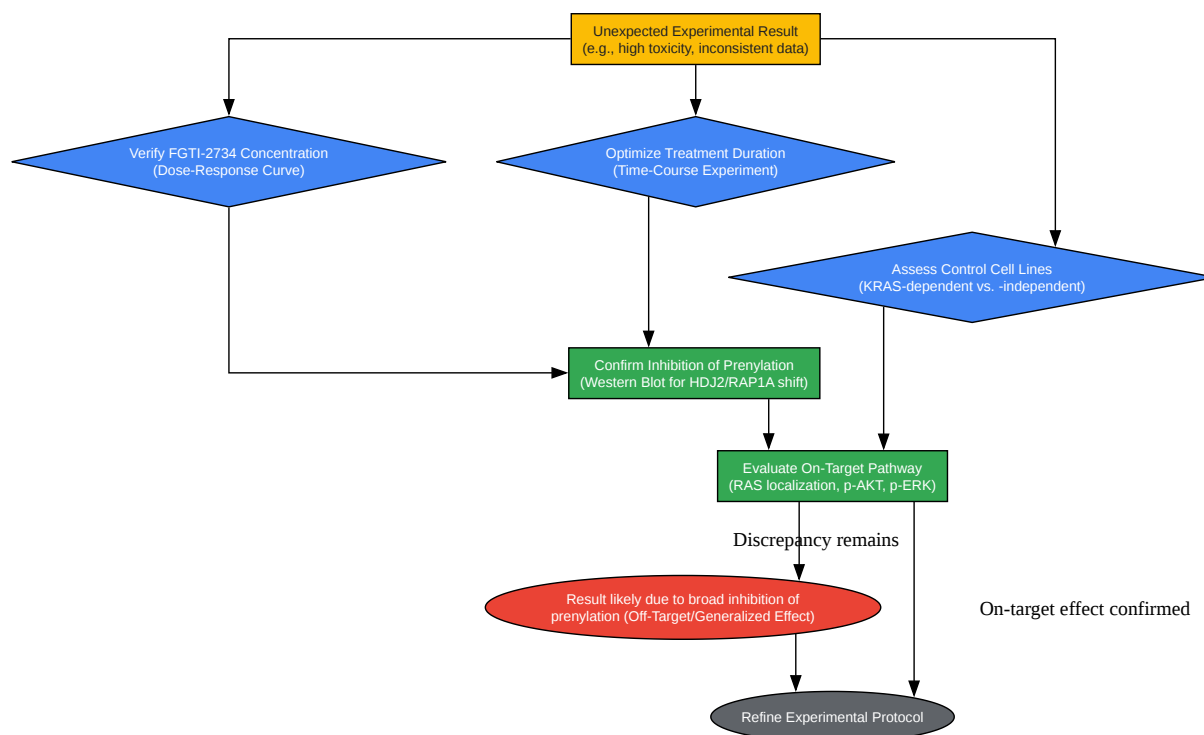 Unexpected Experimental Result
(e.g., high toxicity, inconsistent data)
Verify FGTI-2734 Concentration
(Dose-Response Curve)
Optimize Treatment Duration
(Time-Course Experiment)
Assess Control Cell Lines
(KRAS-dependent vs. -independent)
Confirm Inhibition of Prenylation
(Western Blot for HDJ2/RAP1A shift)
Evaluate On-Target Pathway
(RAS localization, p-AKT, p-ERK)
Discrepancy remains
Result likely due to broad inhibition of
prenylation (Off-Target/Generalized Effect)
On-target effect confirmed
Refine Experimental Protocol